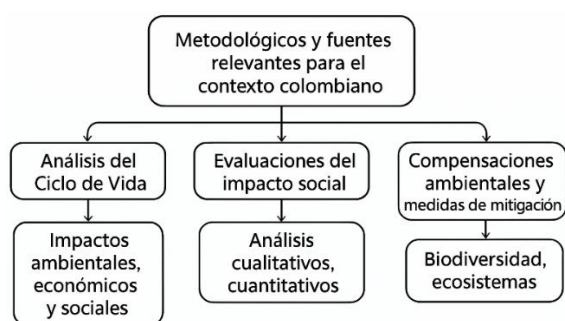 Metodológicos y fuentes
relevantes para el
contexto colombiano
Análisis del
Ciclo de Vida
Evaluaciones del
impacto social
Compensaciones
ambientales y
medidas de mitigación
Impactos
ambientales,
económicos
y sociales
Análisis
cualitativos,
cuantitativos
Biodiversidad,
ecosistemas